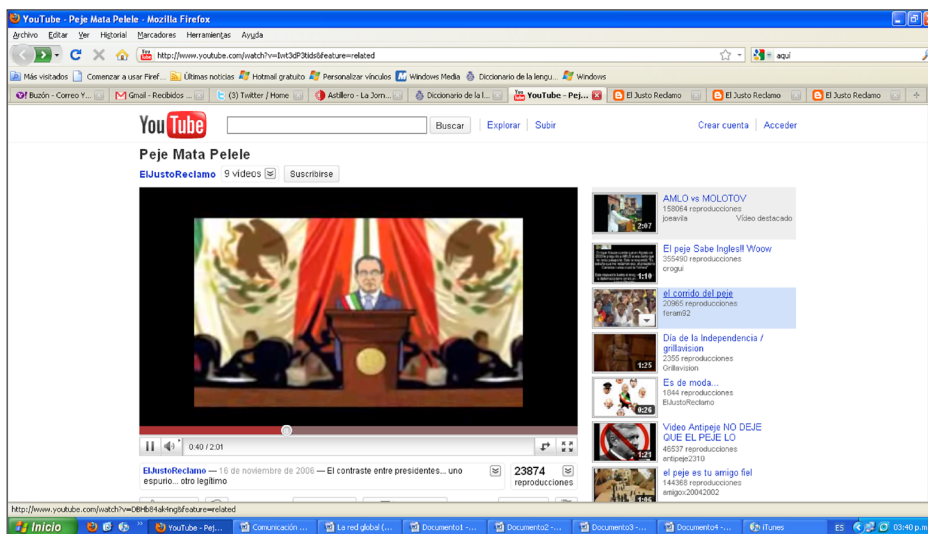 YouTube - Peje Mata Pelele - Mozilla Firefox
Archivo Editar Ver Historial Marcadores Herramientas Ayuda
http://www.youtube.com/watch?v=Iwt3dP3tids&feature=related
aquí
Más visitados Comenzar a usar Firef... Últimas noticias Hotmail gratuito Personalizar vínculos Windows Media Diccionario de la lengu... Windows
Buzón - Correo Y... Gmail - Recibidos ... (3) Twitter / Home Astillero - La Jorn... Diccionario de la l... YouTube - Pej... El Justo Reclamo El Justo Reclamo El Justo Reclamo
YouTube Buscar Explorar Subir Crear cuenta Acceder
Peje Mata Pelele
ElJustoReclamo 9 vídeos Suscribirse
AMLO vs MOLOTOV
158064 reproducciones
joeavila Vídeo destacado
2:07
El peje Sabe Ingles!! Woow
355490 reproducciones
orogui
1:10
el corrido del peje
20965 reproducciones
feram92
Día de la Independencia /
grillavision
2355 reproducciones
Grillavision
1:25
Es de moda...
1844 reproducciones
ElJustoReclamo
0:26
Video Antipeje NO DEJE
QUE EL PEJE LO
46537 reproducciones
antipeje2310
1:21
el peje es tu amigo fiel
144368 reproducciones
amigox20042002
1:06
0:40 / 2:01
ElJustoReclamo — 16 de noviembre de 2006 — El contraste entre presidentes... uno
espurio... otro legítimo
23874
reproducciones
http://www.youtube.com/watch?v=DBHb84ak4ng&feature=related
Inicio YouTube - Pej... Comunicación ... La red global (... Documento1 -... Documento2 -... Documento3 -... Documento4 -... iTunes ES 03:40 p.m.